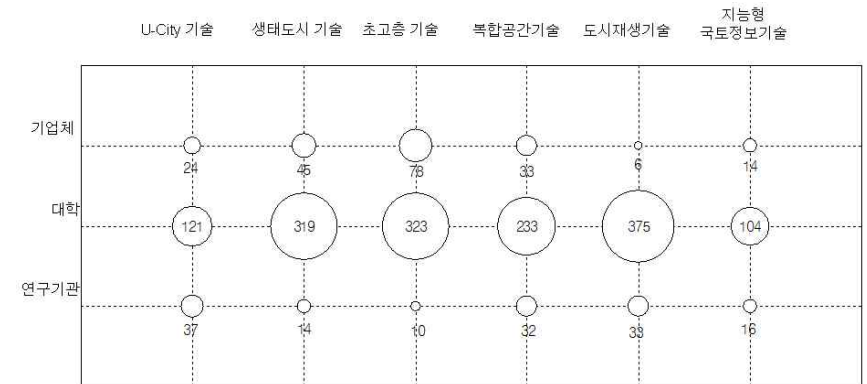 지능형
U-City 기술 생태도시 기술 초고층 기술 복합공간기술 도시재생기술 국토정보기술
기업체
24 45 78 33 6 14
대학
121 319 323 233 375 104
연구기관
37 14 10 32 33 16